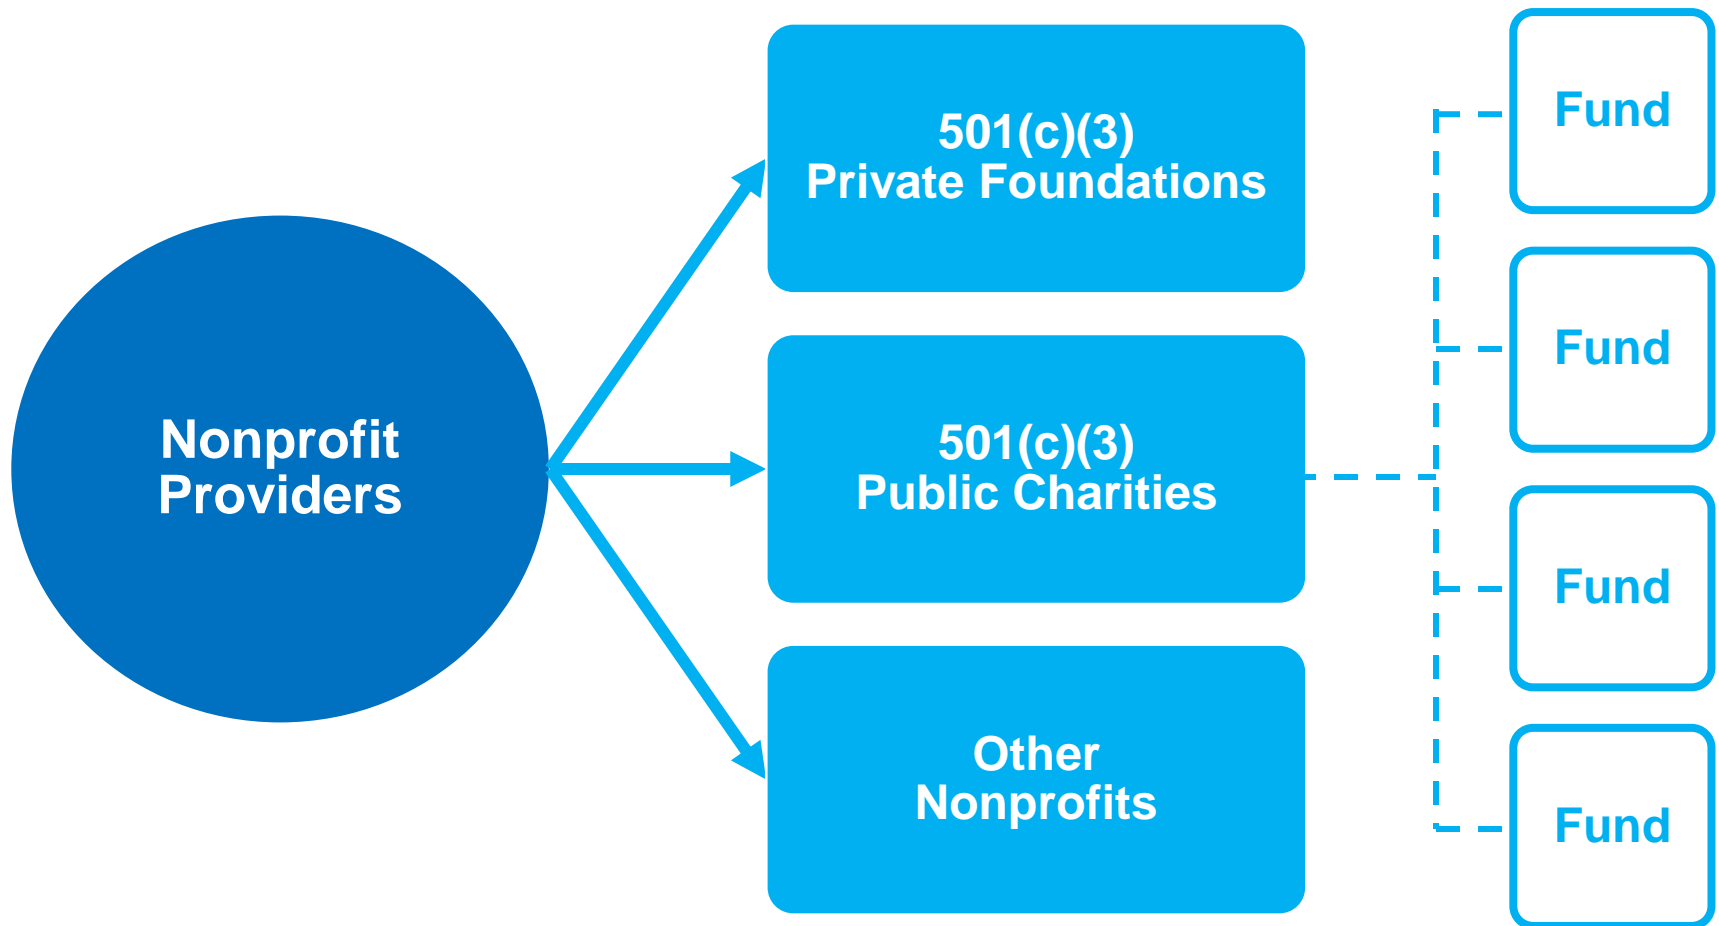 Nonprofit
Providers
501(c)(3)
Private Foundations
501(c)(3)
Public Charities
Other
Nonprofits
Fund
Fund
Fund
Fund